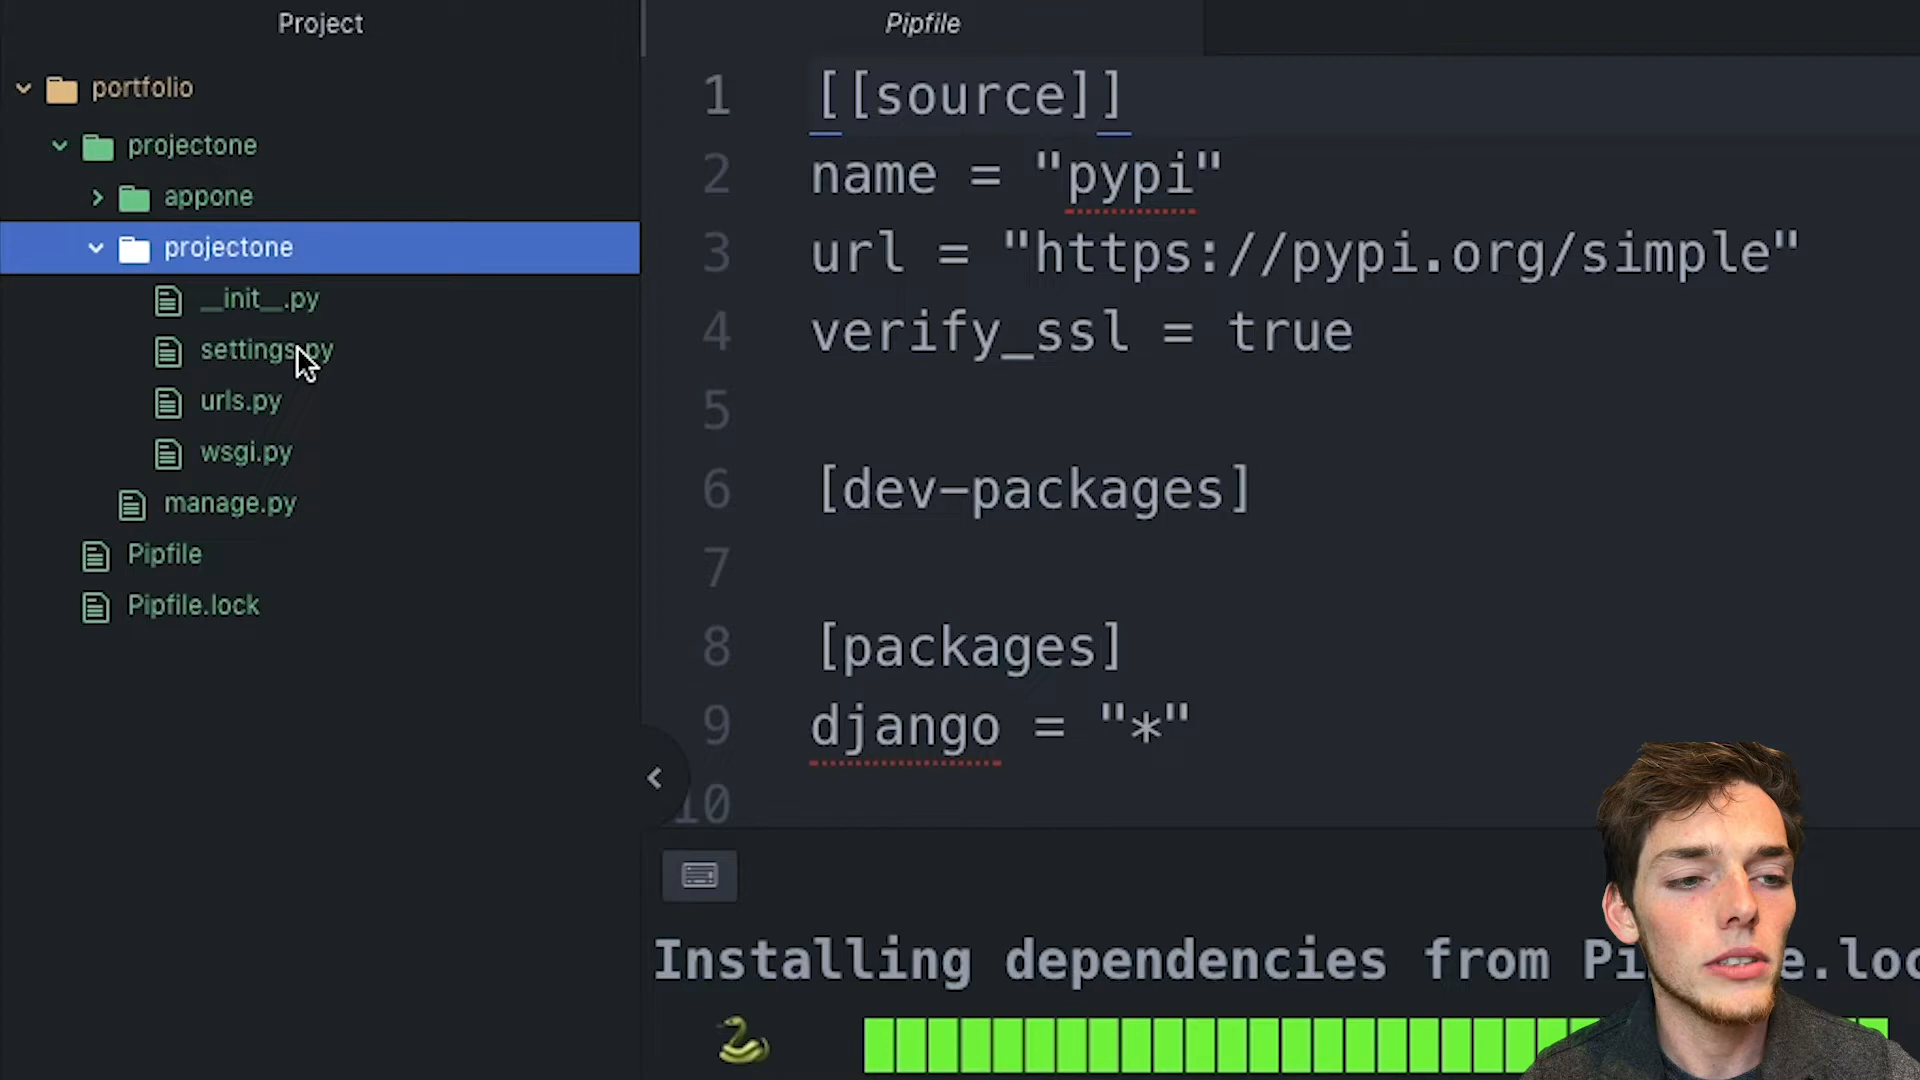 Project
portfolio
projectone
appone
projectone
__init__.py
settings.py
urls.py
wsgi.py
manage.py
Pipfile
Pipfile.lock
Pipfile
1 [[source]]
2 name = "pypi"
3 url = "https://pypi.org/simple"
4 verify_ssl = true
5
6 [dev-packages]
7
8 [packages]
9 django = "*"
10
Installing dependencies from Pi e.loc